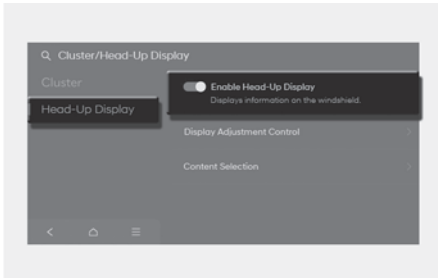 Cluster/Head-Up Display
Cluster
Head-Up Display
Enable Head-Up Display
Displays information on the windshield.
Display Adjustment Control
Content Selection